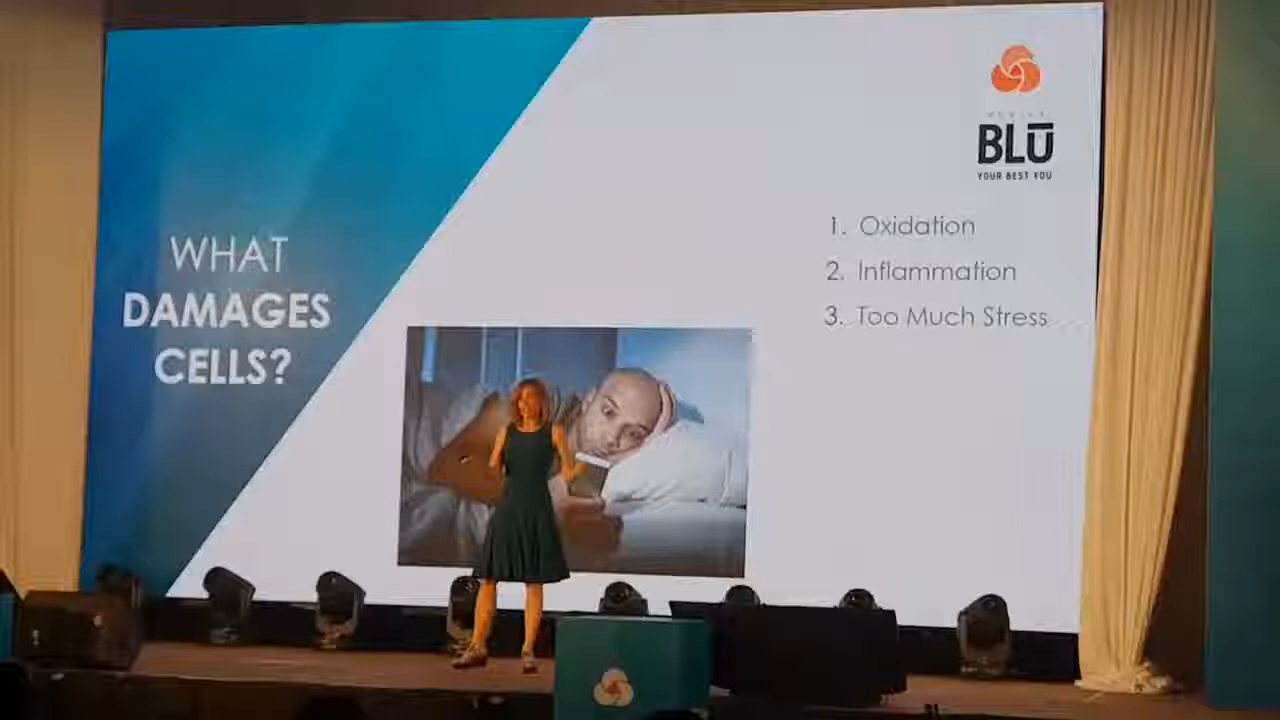 WHAT
DAMAGES
CELLS?
BLŪ
YOUR BEST YOU
1. Oxidation
2. Inflammation
3. Too Much Stress